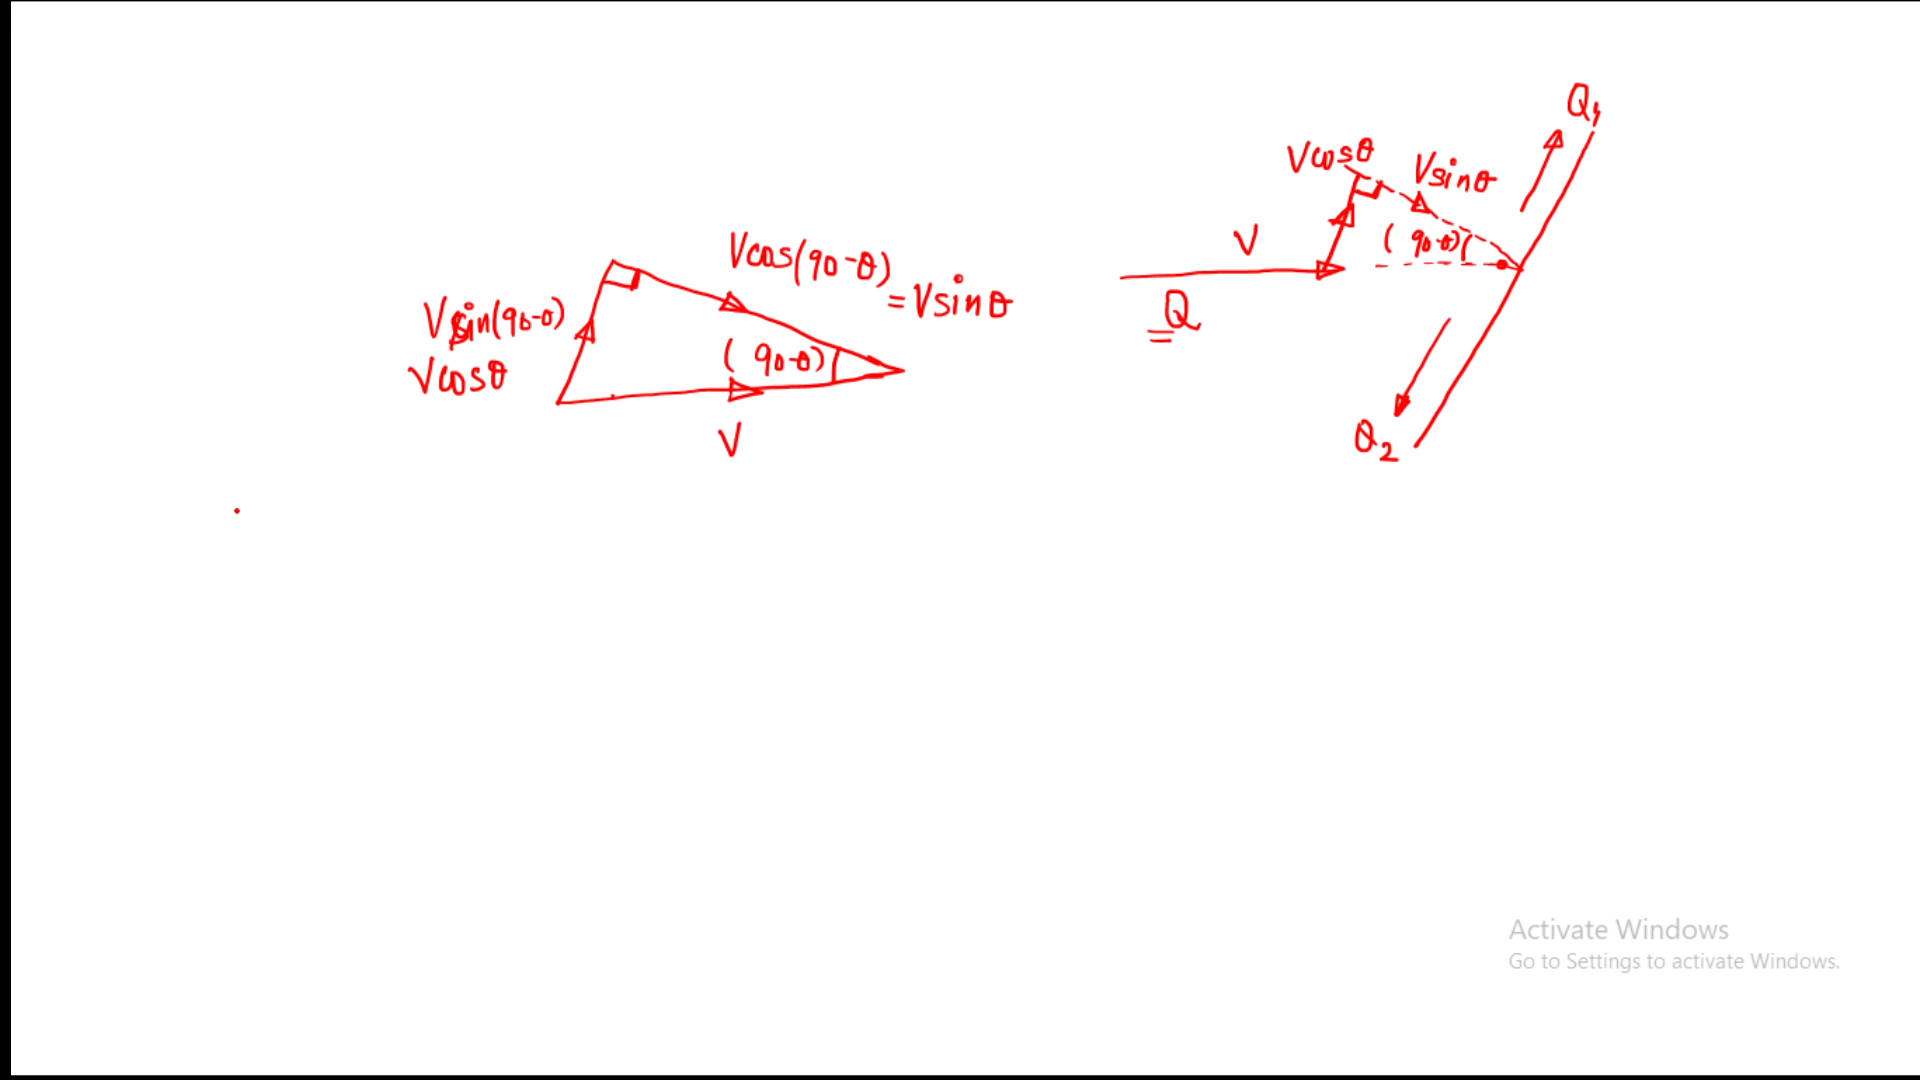 Vcos(90-θ)
=Vsinθ
Vsin(90-θ)
Vcosθ
(90-θ)
V
Q1
Vcosθ
Vsinθ
(90-θ)
V
Q
Q2
Activate Windows
Go to Settings to activate Windows.